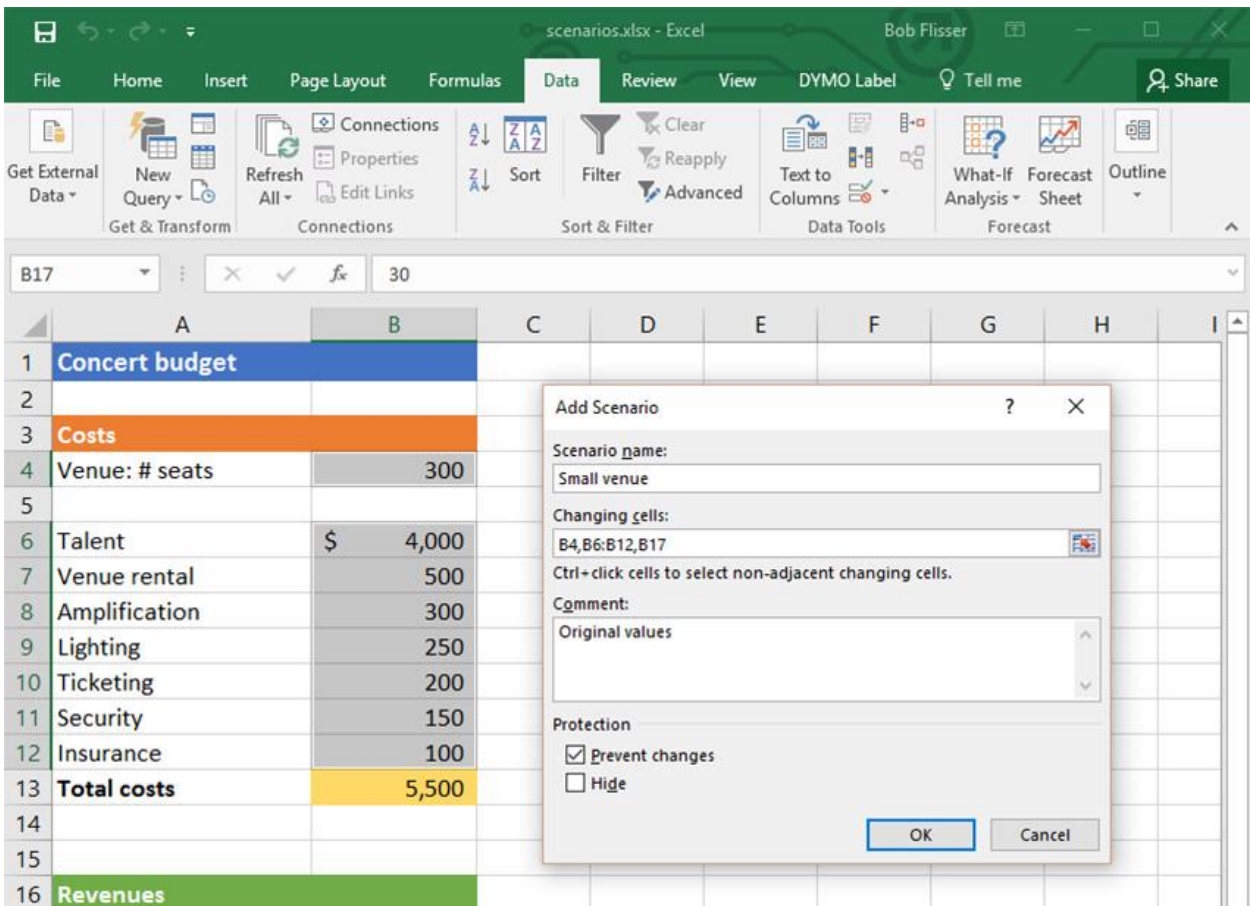 scenarios.xlsx - Excel Bob Flisser
File Home Insert Page Layout Formulas Data Review View DYMO Label Tell me Share
Get External Data
New Query
Get & Transform
Refresh All
Connections
Properties
Edit Links
Connections
Sort
Filter
Clear
Reapply
Advanced
Sort & Filter
Text to Columns
Data Tools
What-If Analysis
Forecast Sheet
Forecast
Outline
B17 fx 30
A B C D E F G H I
1 Concert budget
2
3 Costs
4 Venue: # seats 300
5
6 Talent $ 4,000
7 Venue rental 500
8 Amplification 300
9 Lighting 250
10 Ticketing 200
11 Security 150
12 Insurance 100
13 Total costs 5,500
14
15
16 Revenues
Add Scenario ? ×
Scenario name:
Small venue
Changing cells:
B4,B6:B12,B17
Ctrl+click cells to select non-adjacent changing cells.
Comment:
Original values
Protection
Prevent changes
Hide
OK Cancel